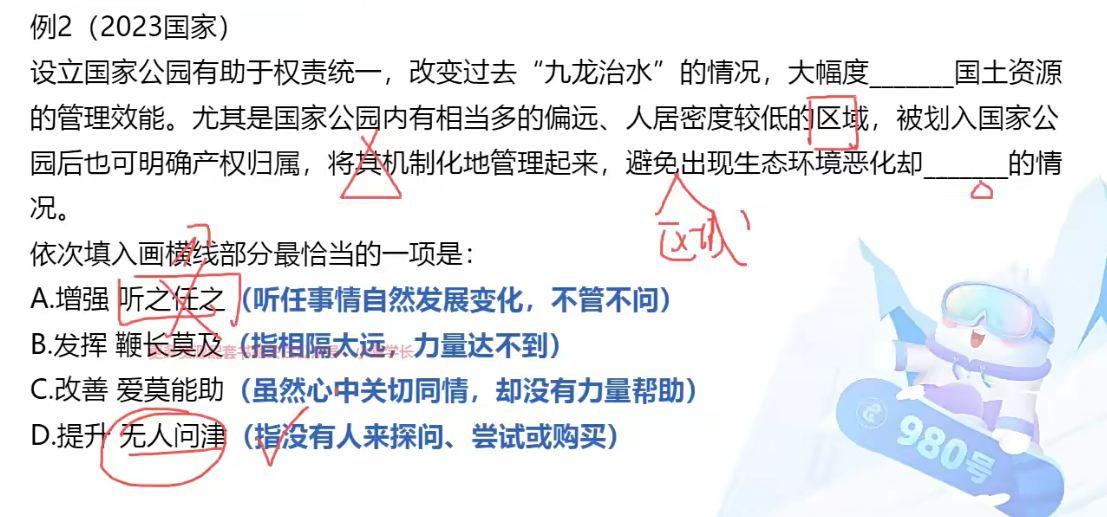 例2（2023国家）
设立国家公园有助于权责统一，改变过去“九龙治水”的情况，大幅度_______国土资源
的管理效能。尤其是国家公园内有相当多的偏远、人居密度较低的区域，被划入国家公
园后也可明确产权归属，将其机制化地管理起来，避免出现生态环境恶化却_______的情
况。
依次填入画横线部分最恰当的一项是：
A.增强 听之任之（听任事情自然发展变化，不管不问）
B.发挥 鞭长莫及（指相隔太远，力量达不到）
C.改善 爱莫能助（虽然心中关切同情，却没有力量帮助）
D.提升 无人问津（指没有人来探问、尝试或购买）
980号